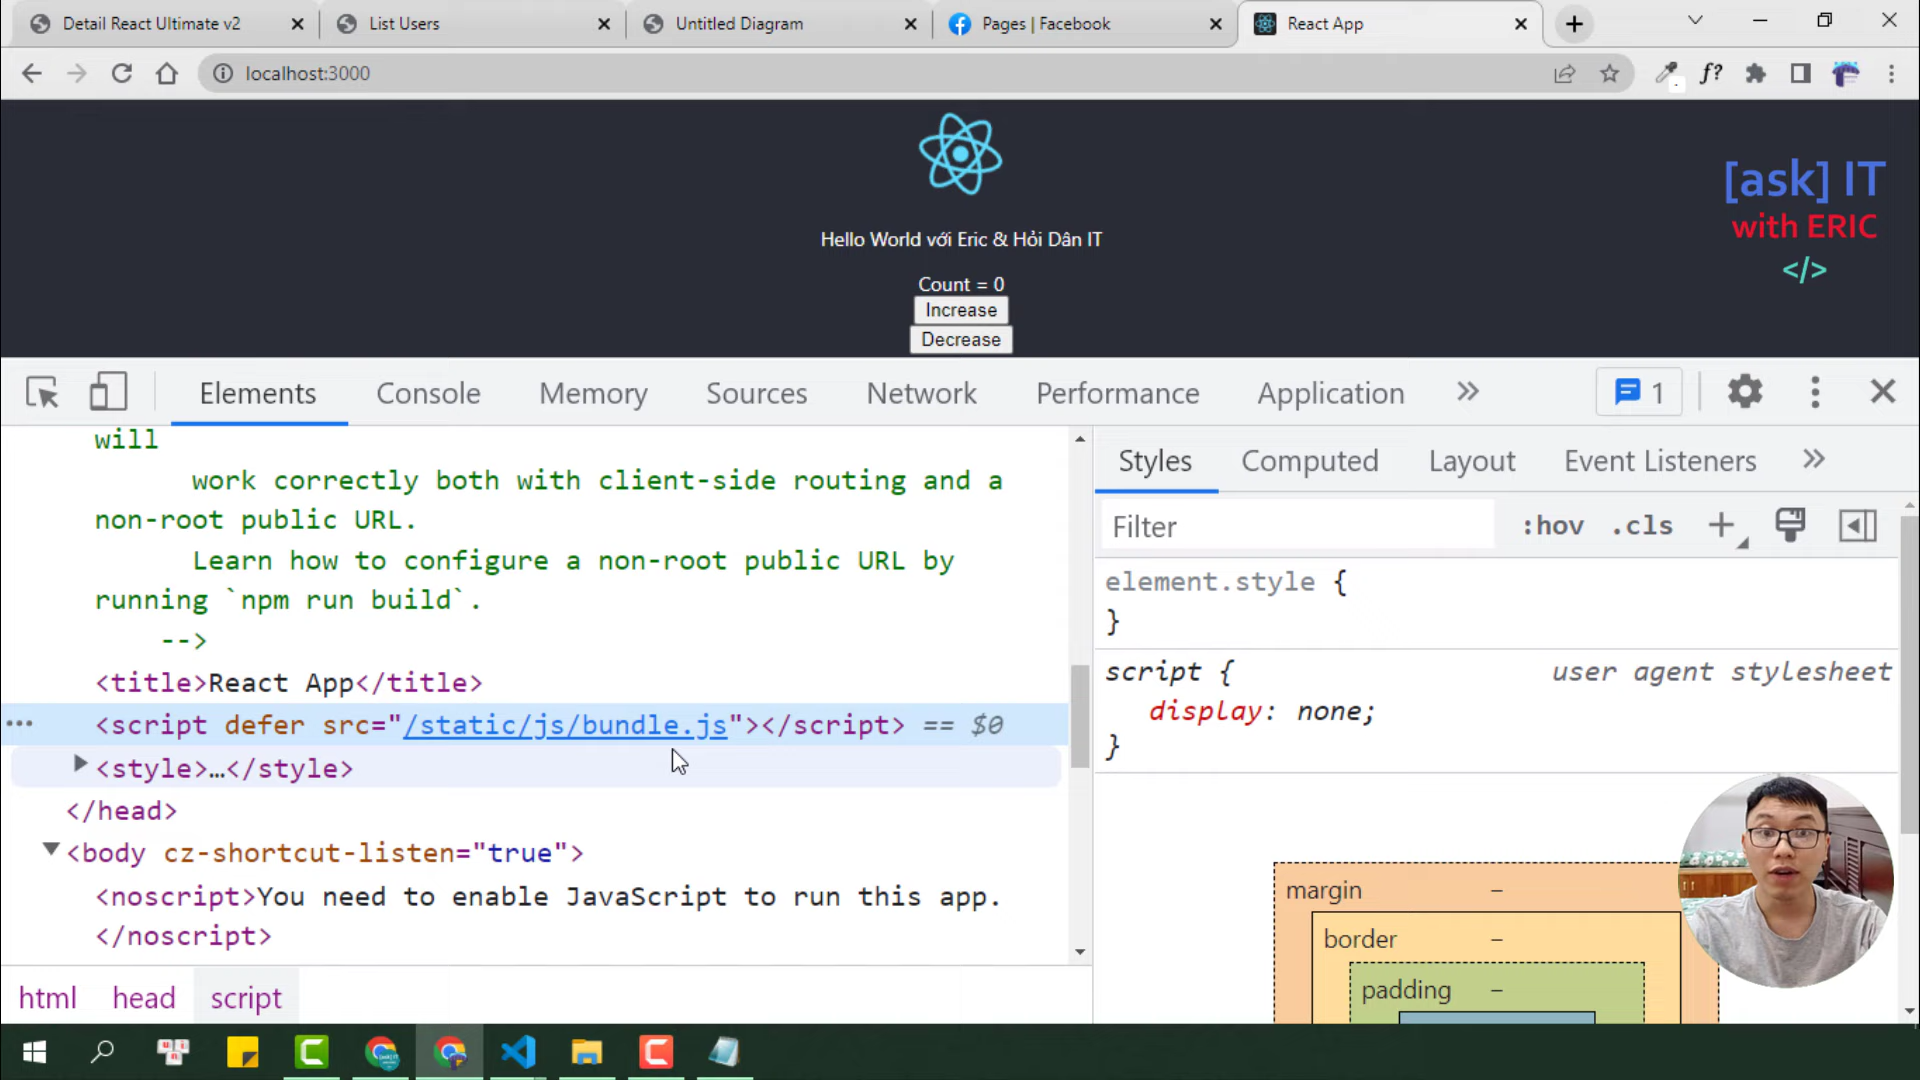 Detail React Ultimate v2
List Users
Untitled Diagram
Pages | Facebook
React App
localhost:3000
f?
[ask] IT
with ERIC
</>
Hello World với Eric & Hỏi Dân IT
Count = 0
Increase
Decrease
Elements
Console
Memory
Sources
Network
Performance
Application
1
will
work correctly both with client-side routing and a
non-root public URL.
Learn how to configure a non-root public URL by
running `npm run build`.
-->
<title>React App</title>
<script defer src="/static/js/bundle.js"></script> == $0
<style>…</style>
</head>
<body cz-shortcut-listen="true">
<noscript>You need to enable JavaScript to run this app.
</noscript>
html
head
script
Styles
Computed
Layout
Event Listeners
Filter
:hov
.cls
element.style {
}
script {
user agent stylesheet
display: none;
}
margin –
border –
padding –